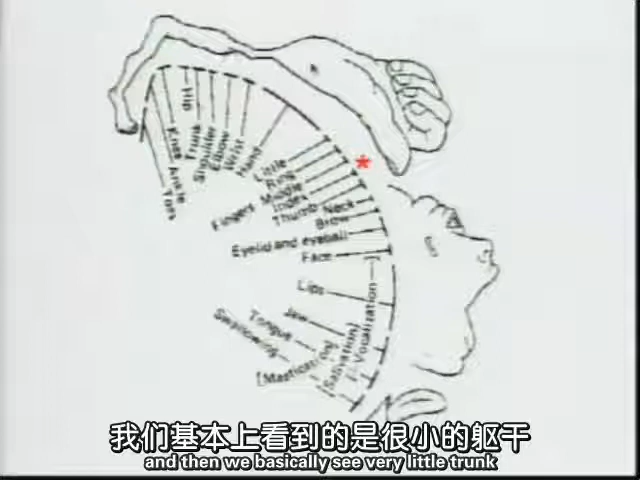 Hip
Trunk
Shoulder
Elbow
Wrist
Hand
Knee
Ankle
Toes
Little
Ring
Middle
Index
Thumb
Fingers
Neck
Brow
Eyelid and eyeball
Face
Lips
Jaw
Tongue
Swallowing
[Mastication]
[Salivation]
[Vocalization]
我们基本上看到的是很小的躯干
and then we basically see very little trunk